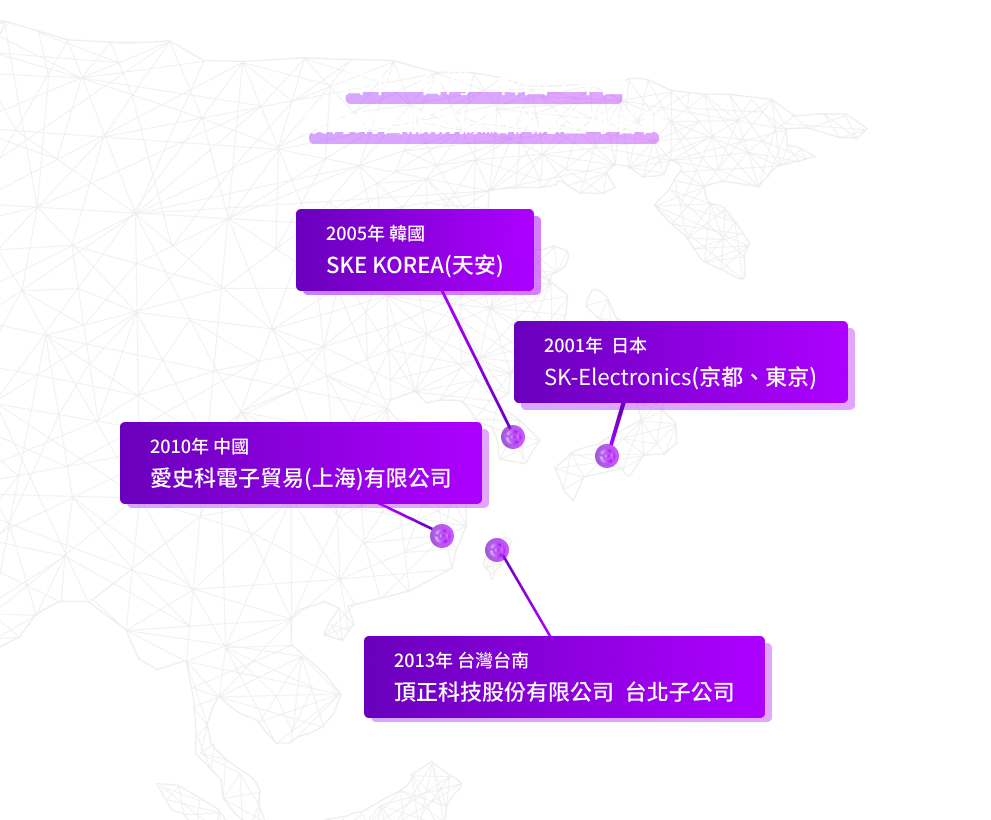 2005年 韓國
SKE KOREA(天安)
2001年 日本
SK-Electronics(京都、東京)
2010年 中國
愛史科電子貿易(上海)有限公司
2013年 台灣台南
頂正科技股份有限公司 台北子公司